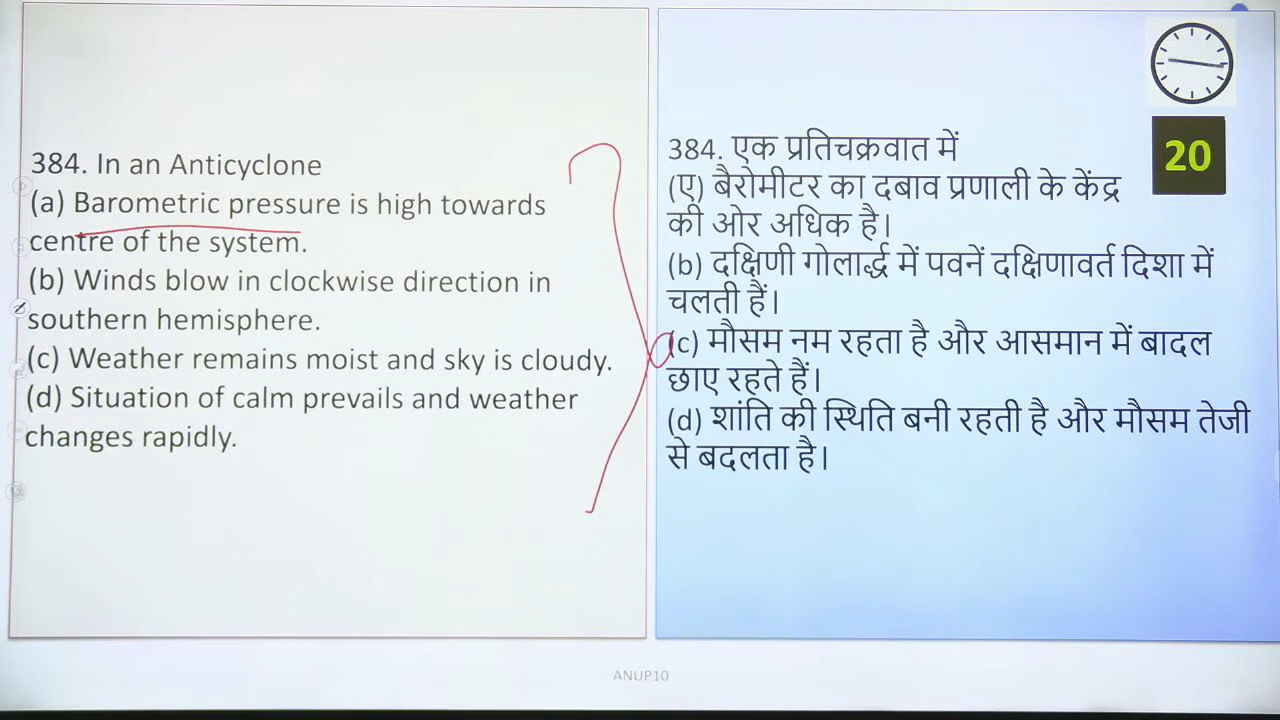 384. In an Anticyclone
(a) Barometric pressure is high towards
centre of the system.
(b) Winds blow in clockwise direction in
southern hemisphere.
(c) Weather remains moist and sky is cloudy.
(d) Situation of calm prevails and weather
changes rapidly.
384. एक प्रतिचक्रवात में
(ए) बैरोमीटर का दबाव प्रणाली के केंद्र
की ओर अधिक है।
(b) दक्षिणी गोलार्द्ध में पवनें दक्षिणावर्त दिशा में
चलती हैं।
(c) मौसम नम रहता है और आसमान में बादल
छाए रहते हैं।
(d) शांति की स्थिति बनी रहती है और मौसम तेजी
से बदलता है।
20
ANUP10